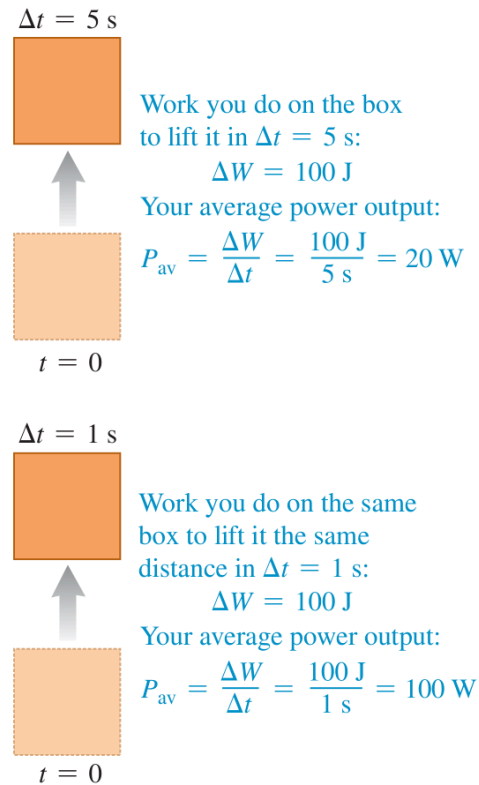 Δt = 5 s
Work you do on the box
to lift it in Δt = 5 s:
ΔW = 100 J
Your average power output:
P_av = ΔW/Δt = 100 J/5 s = 20 W
t = 0
Δt = 1 s
Work you do on the same
box to lift it the same
distance in Δt = 1 s:
ΔW = 100 J
Your average power output:
P_av = ΔW/Δt = 100 J/1 s = 100 W
t = 0